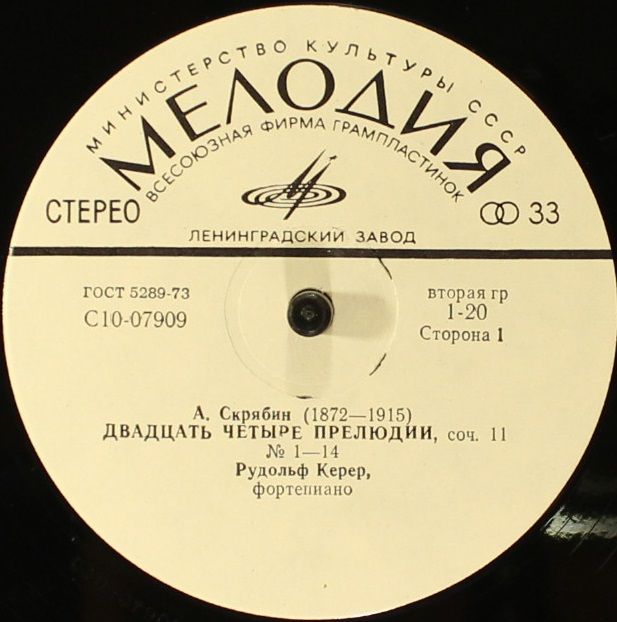 МИНИСТЕРСТВО КУЛЬТУРЫ СССР
МЕЛОДИЯ
ВСЕСОЮЗНАЯ ФИРМА ГРАМПЛАСТИНОК
СТЕРЕО
33
ЛЕНИНГРАДСКИЙ ЗАВОД
ГОСТ 5289-73
С10-07909
вторая гр
1-20
Сторона 1
А. Скрябин (1872—1915)
ДВАДЦАТЬ ЧЕТЫРЕ ПРЕЛЮДИИ, соч. 11
№ 1—14
Рудольф Керер,
фортепиано